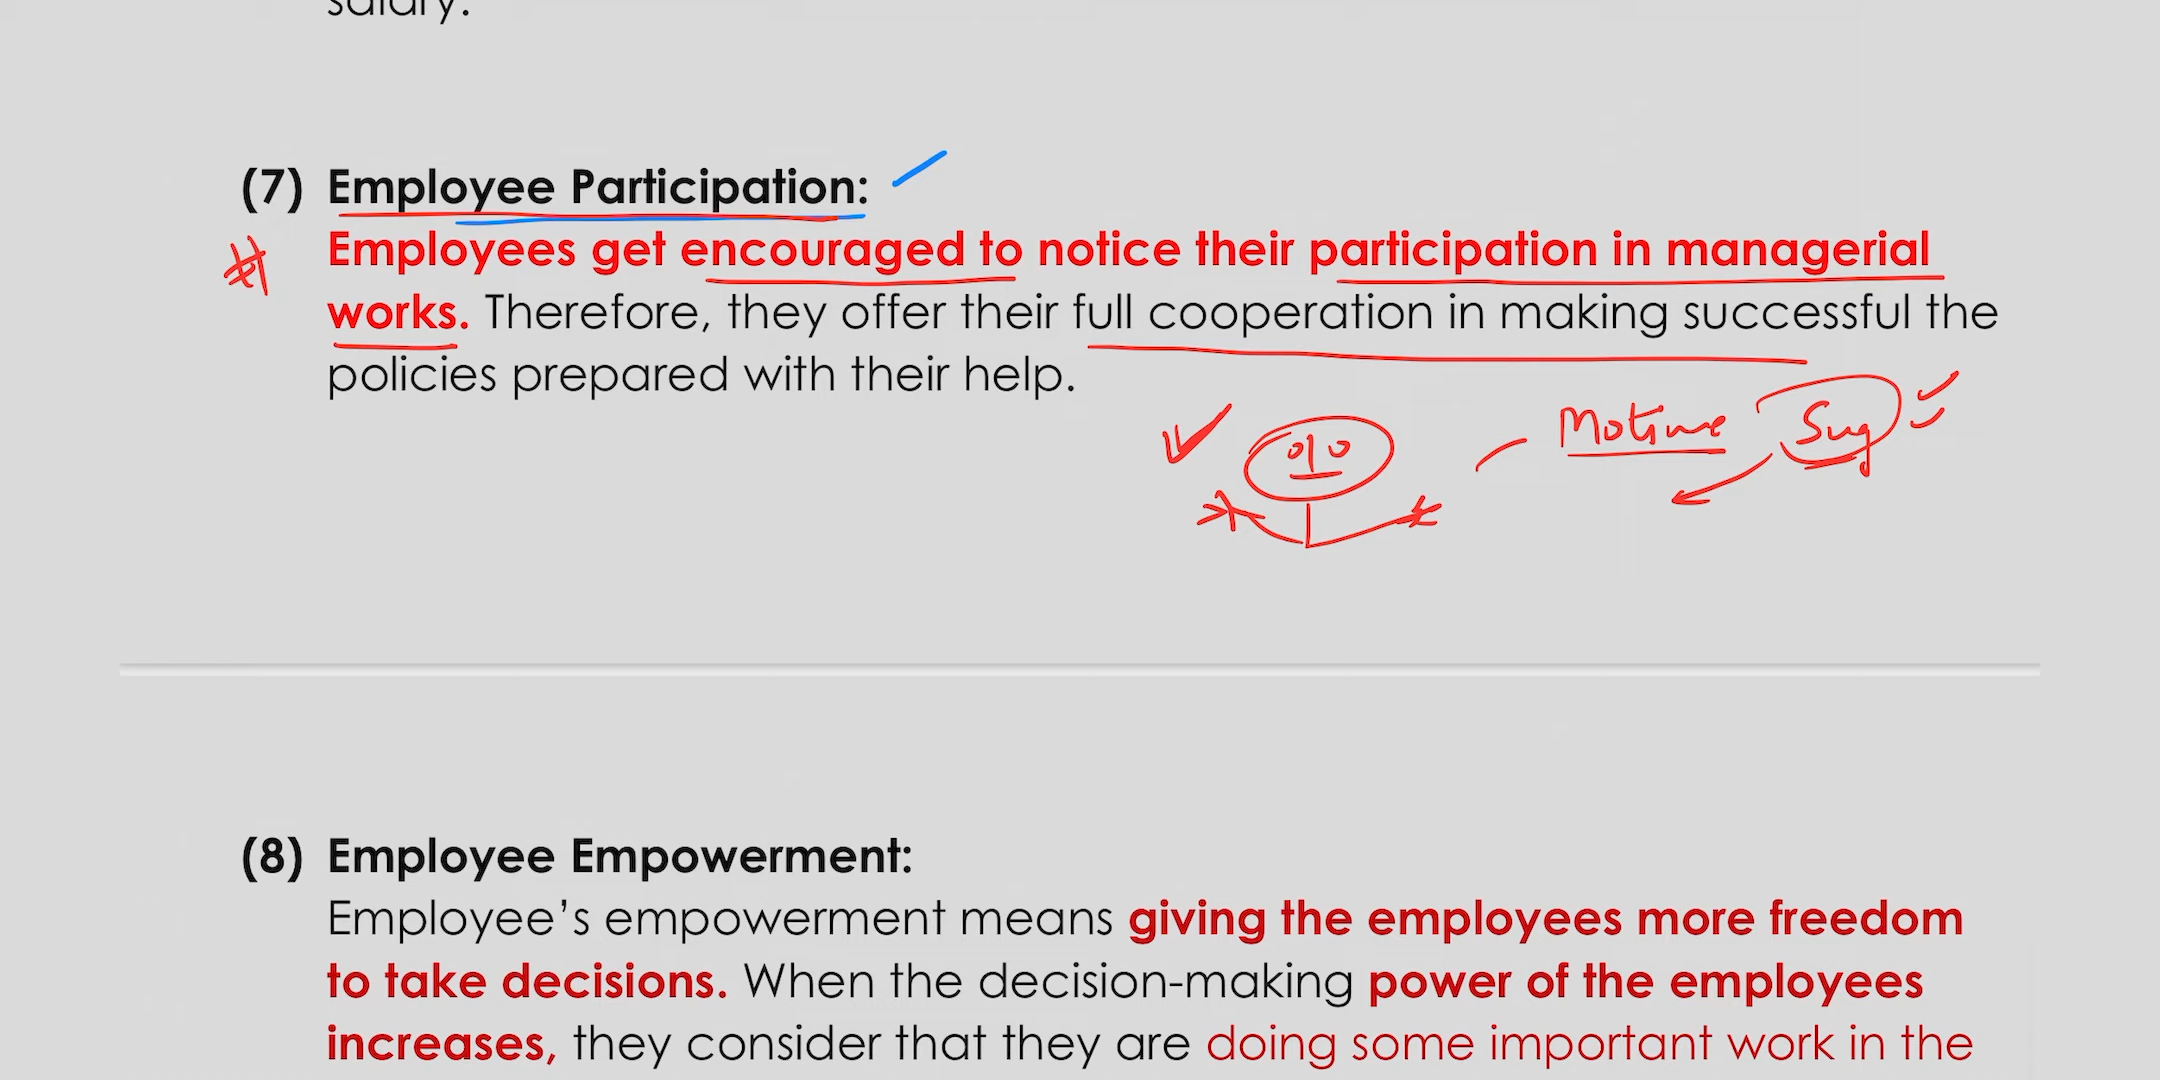 salary.
(7) Employee Participation:
Employees get encouraged to notice their participation in managerial
works. Therefore, they offer their full cooperation in making successful the
policies prepared with their help.
Sug
(8) Employee Empowerment:
Employee’s empowerment means giving the employees more freedom
to take decisions. When the decision-making power of the employees
increases, they consider that they are doing some important work in the